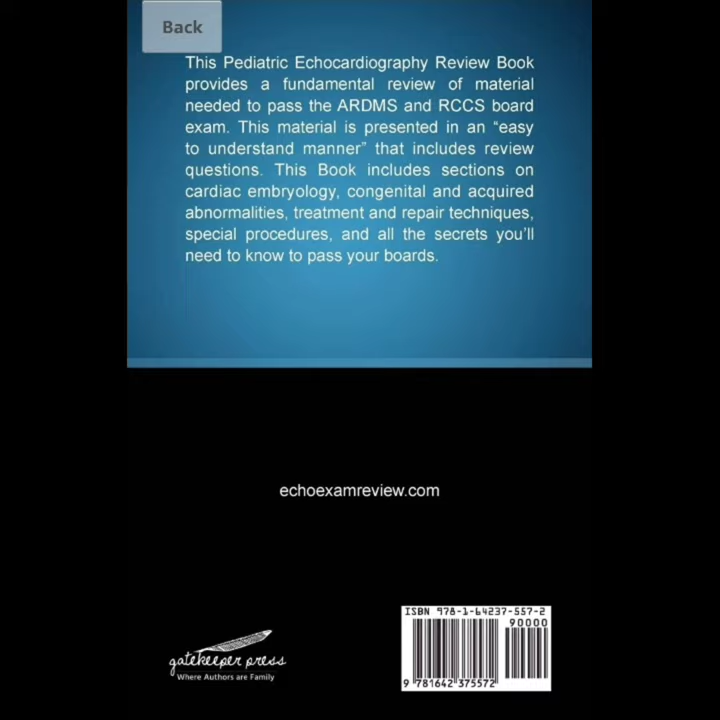 Back
This Pediatric Echocardiography Review Book
provides a fundamental review of material
needed to pass the ARDMS and RCCS board
exam. This material is presented in an “easy
to understand manner” that includes review
questions. This Book includes sections on
cardiac embryology, congenital and acquired
abnormalities, treatment and repair techniques,
special procedures, and all the secrets you’ll
need to know to pass your boards.
echoexamreview.com
ISBN 978-1-64237-557-2
90000
gatekeeper press
Where Authors are Family
9 781642 375572